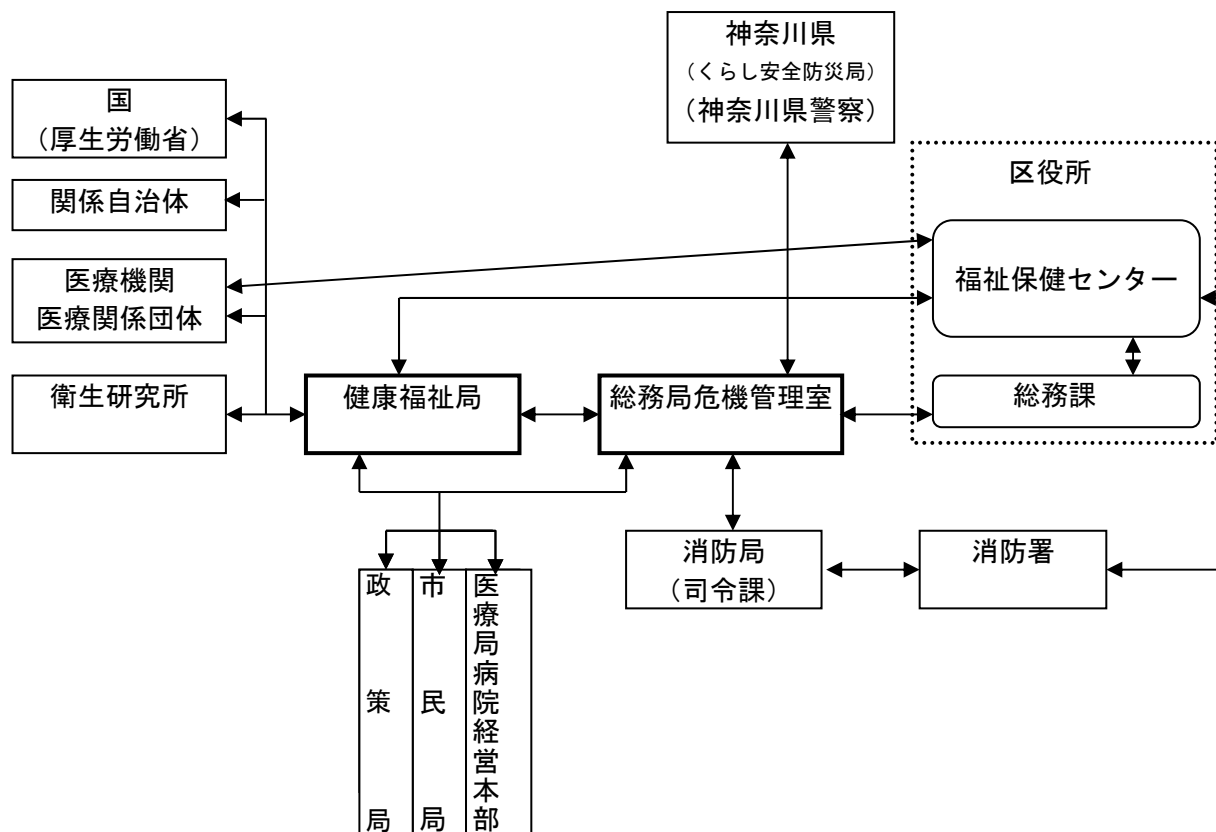 神奈川県
（くらし安全防災局）
（神奈川県警察）
国
（厚生労働省）
関係自治体
医療機関
医療関係団体
衛生研究所
区役所
福祉保健センター
総務課
健康福祉局
総務局危機管理室
消防局
（司令課）
消防署
政策局
市民局
医療局病院経営本部